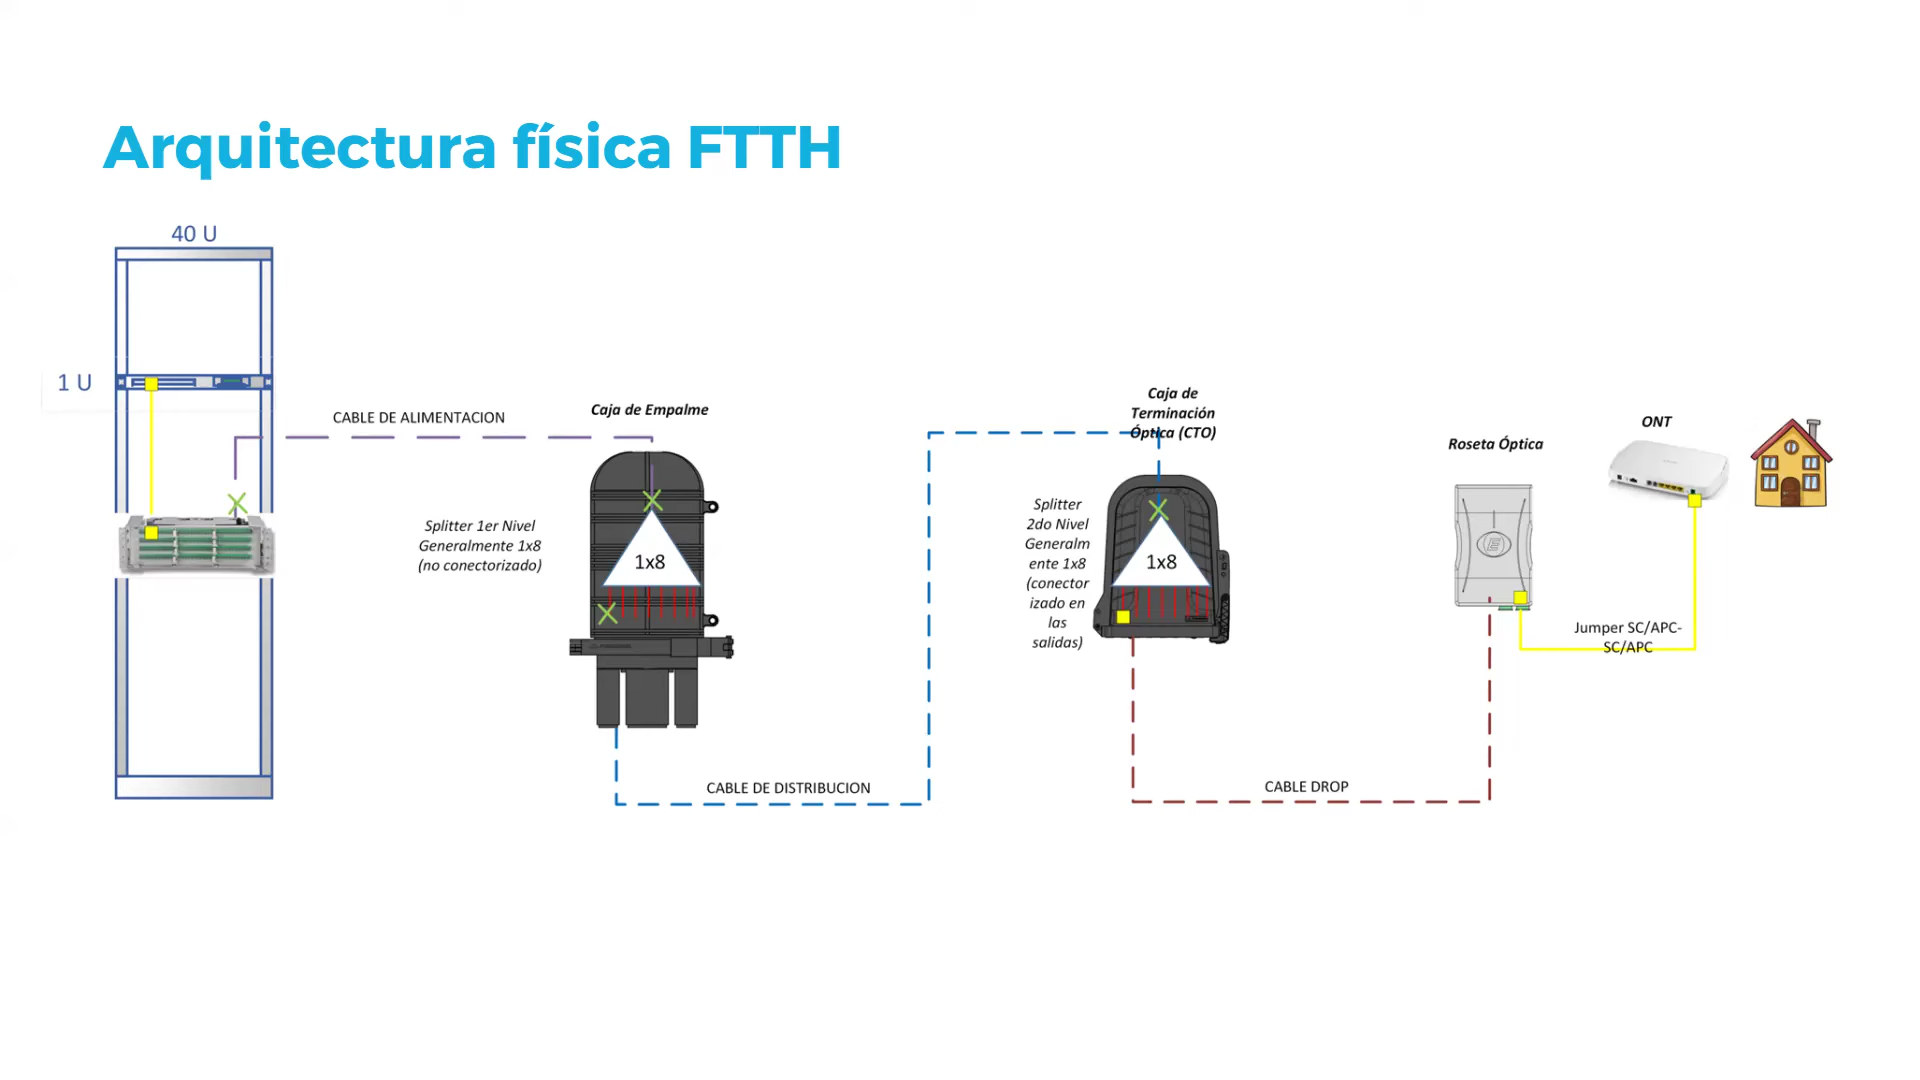 Arquitectura física FTTH
40 U
1 U
CABLE DE ALIMENTACION
Caja de Empalme
Splitter 1er Nivel
Generalmente 1x8
(no conectorizado)
1x8
CABLE DE DISTRIBUCION
Caja de
Terminación
Óptica (CTO)
Splitter
2do Nivel
Generalm
ente 1x8
(conector
izado en
las
salidas)
1x8
CABLE DROP
Roseta Óptica
E
ONT
Jumper SC/APC-
SC/APC